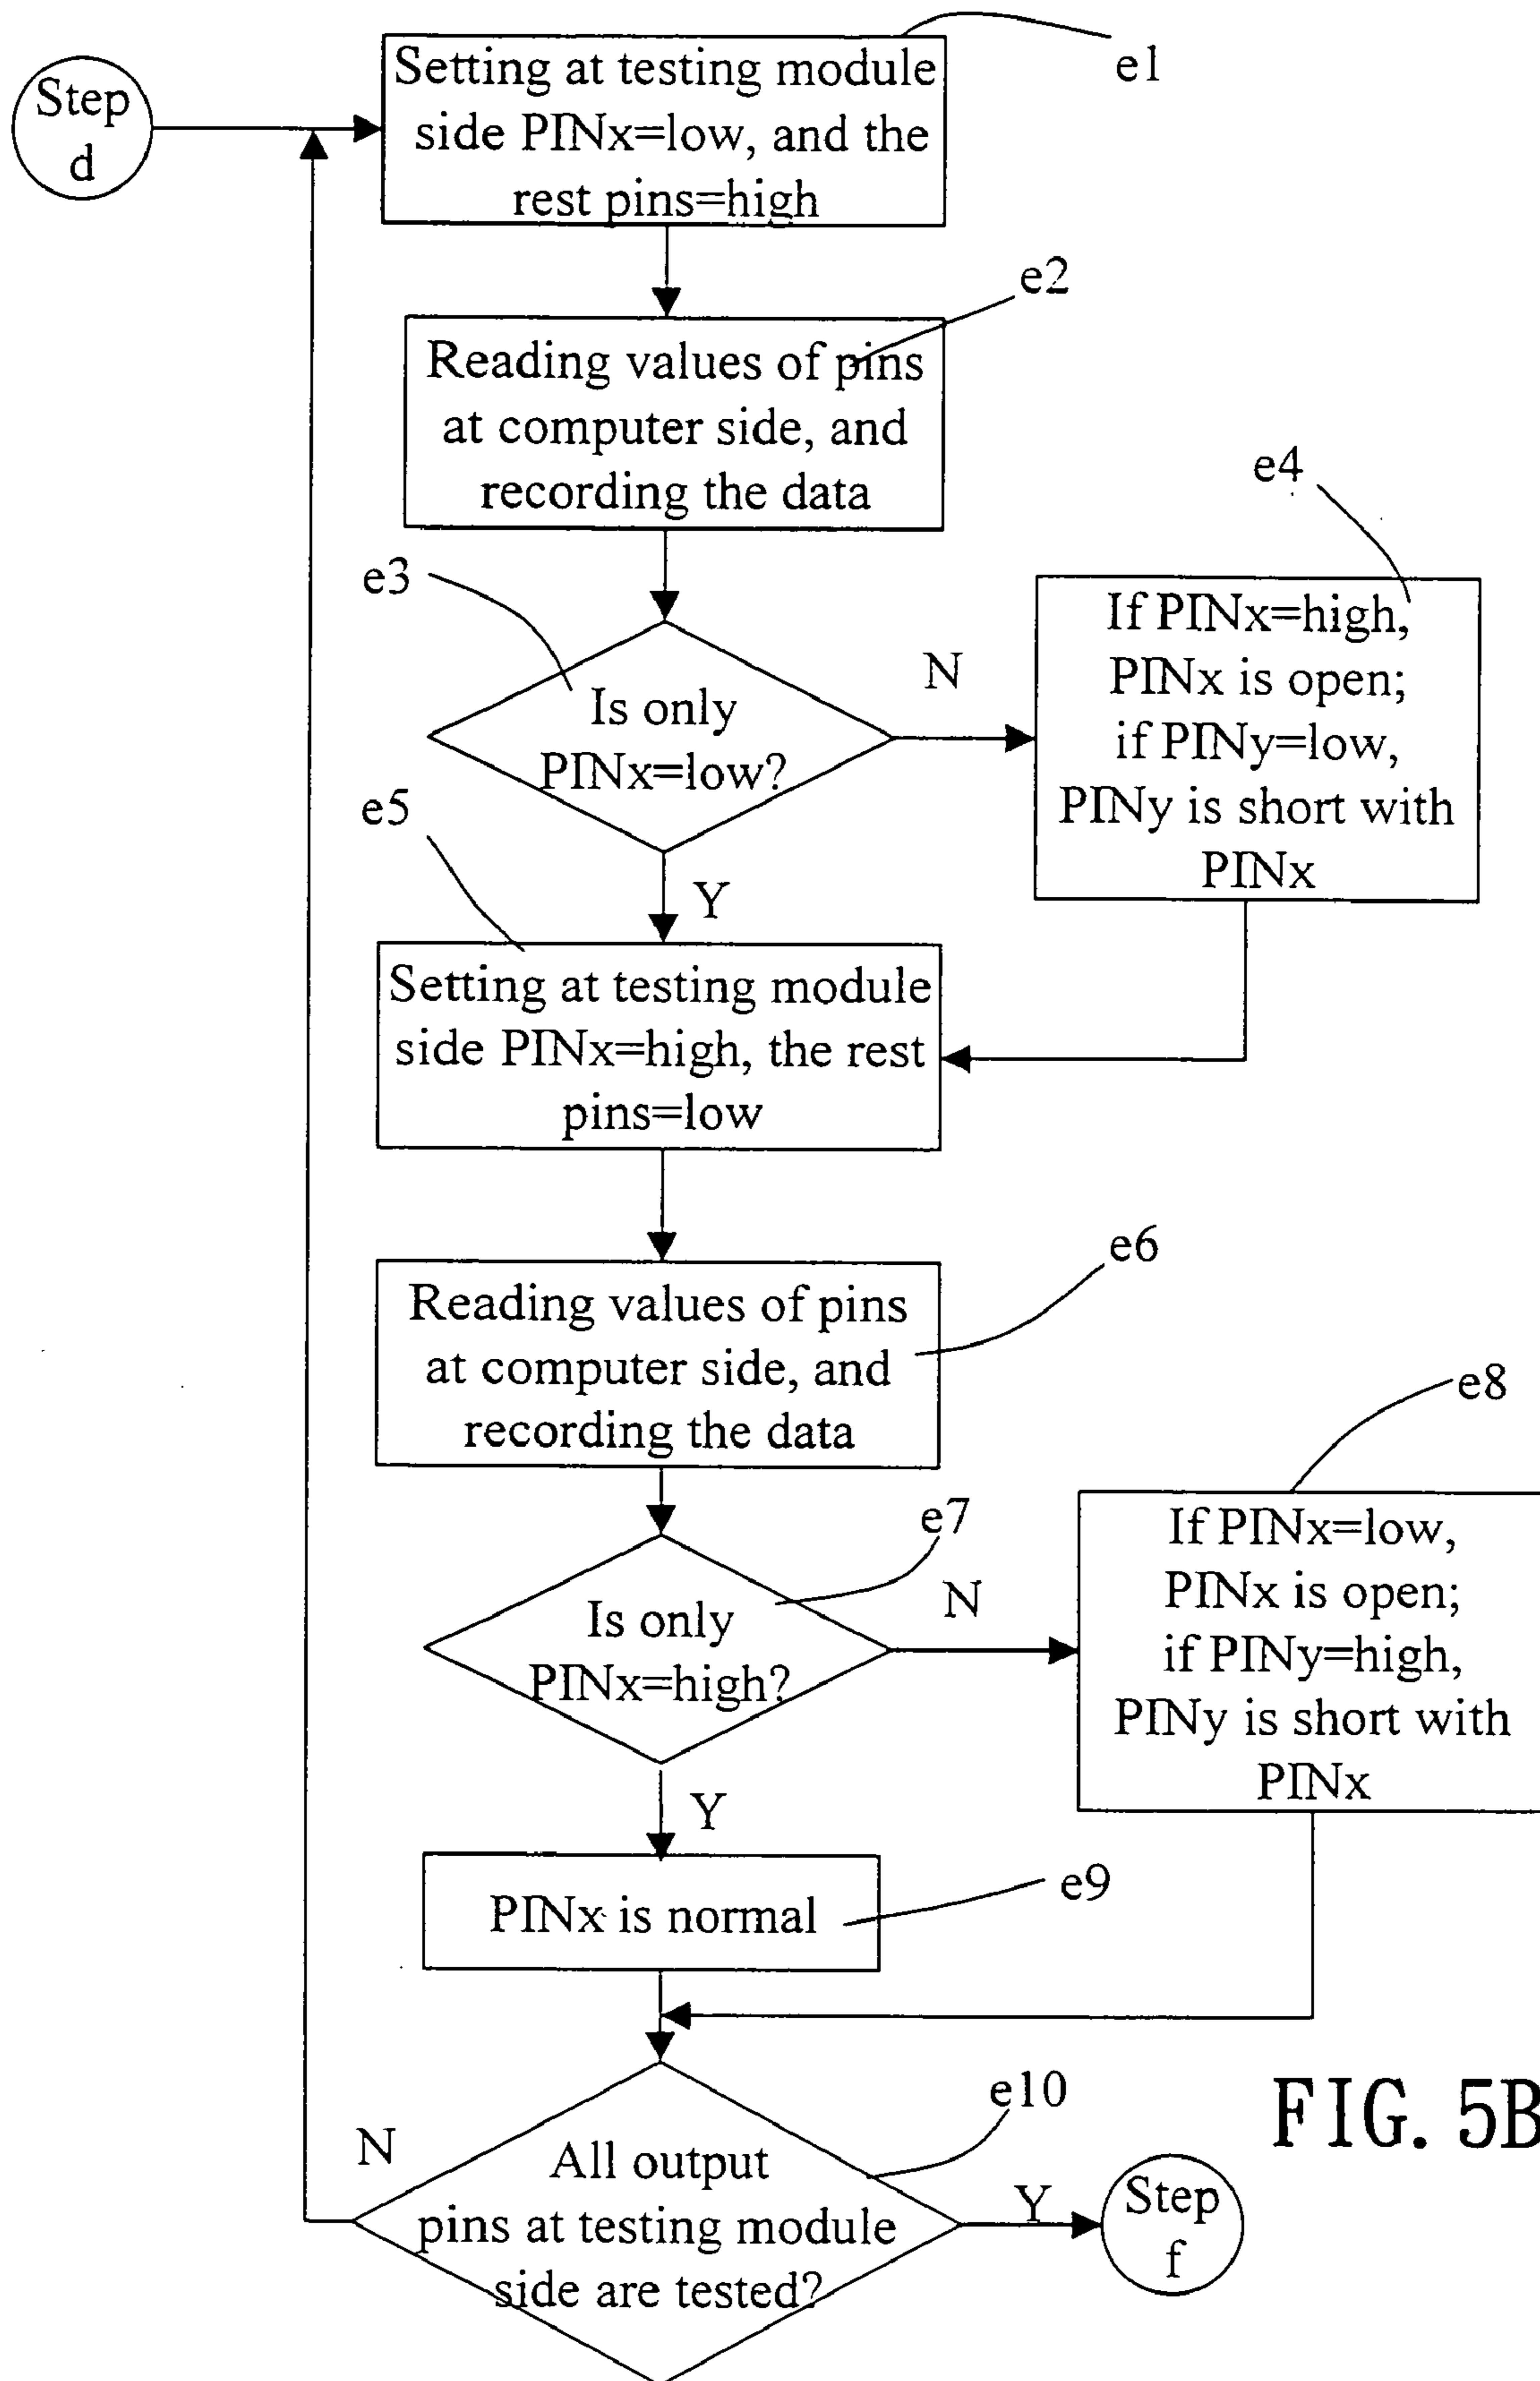 Step
d
Setting at testing module
side PINx=low, and the
rest pins=high
e1
Reading values of pins
at computer side, and
recording the data
e2
e3
Is only
PINx=low?
N
Y
e4
If PINx=high,
PINx is open;
if PINy=low,
PINy is short with
PINx
e5
Setting at testing module
side PINx=high, the rest
pins=low
Reading values of pins
at computer side, and
recording the data
e6
e7
Is only
PINx=high?
N
Y
e8
If PINx=low,
PINx is open;
if PINy=high,
PINy is short with
PINx
PINx is normal
e9
e10
N
All output
pins at testing module
side are tested?
Y
Step
f
FIG. 5B